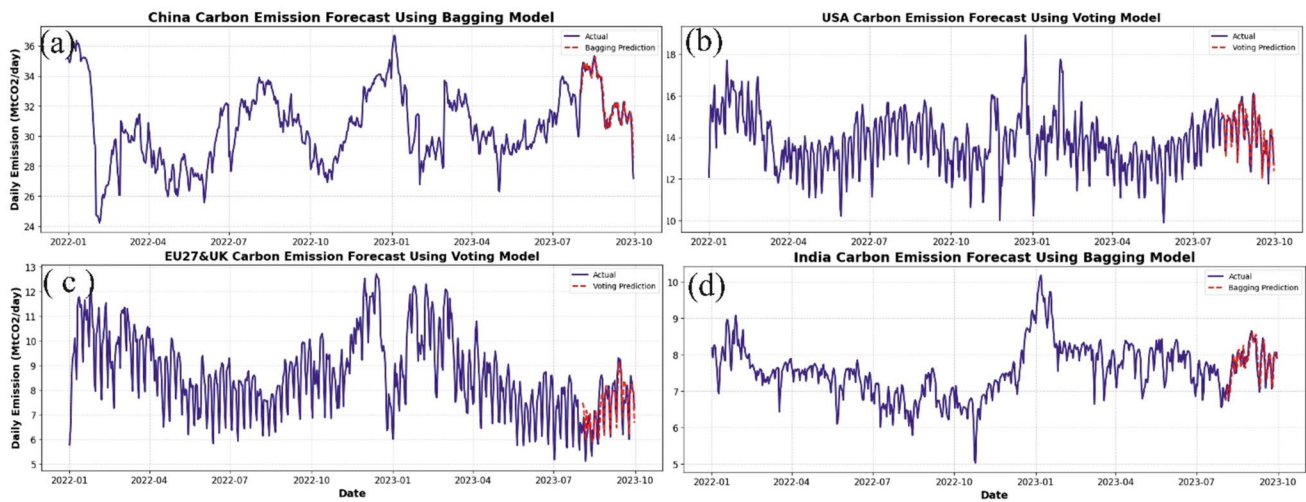 China Carbon Emission Forecast Using Bagging Model
(a)
Actual
Bagging Prediction
Daily Emission (MtCO2/day)
36
34
32
30
28
26
24
2022-01 2022-04 2022-07 2022-10 2023-01 2023-04 2023-07 2023-10
USA Carbon Emission Forecast Using Voting Model
(b)
Actual
Voting Prediction
18
16
14
12
10
2022-01 2022-04 2022-07 2022-10 2023-01 2023-04 2023-07 2023-10
EU27&UK Carbon Emission Forecast Using Voting Model
( c )
Actual
Voting Prediction
Daily Emission (MtCO2/day)
13
12
11
10
9
8
7
6
5
2022-01 2022-04 2022-07 2022-10 2023-01 2023-04 2023-07 2023-10
Date
India Carbon Emission Forecast Using Bagging Model
(d)
Actual
Bagging Prediction
10
9
8
7
6
5
2022-01 2022-04 2022-07 2022-10 2023-01 2023-04 2023-07 2023-10
Date